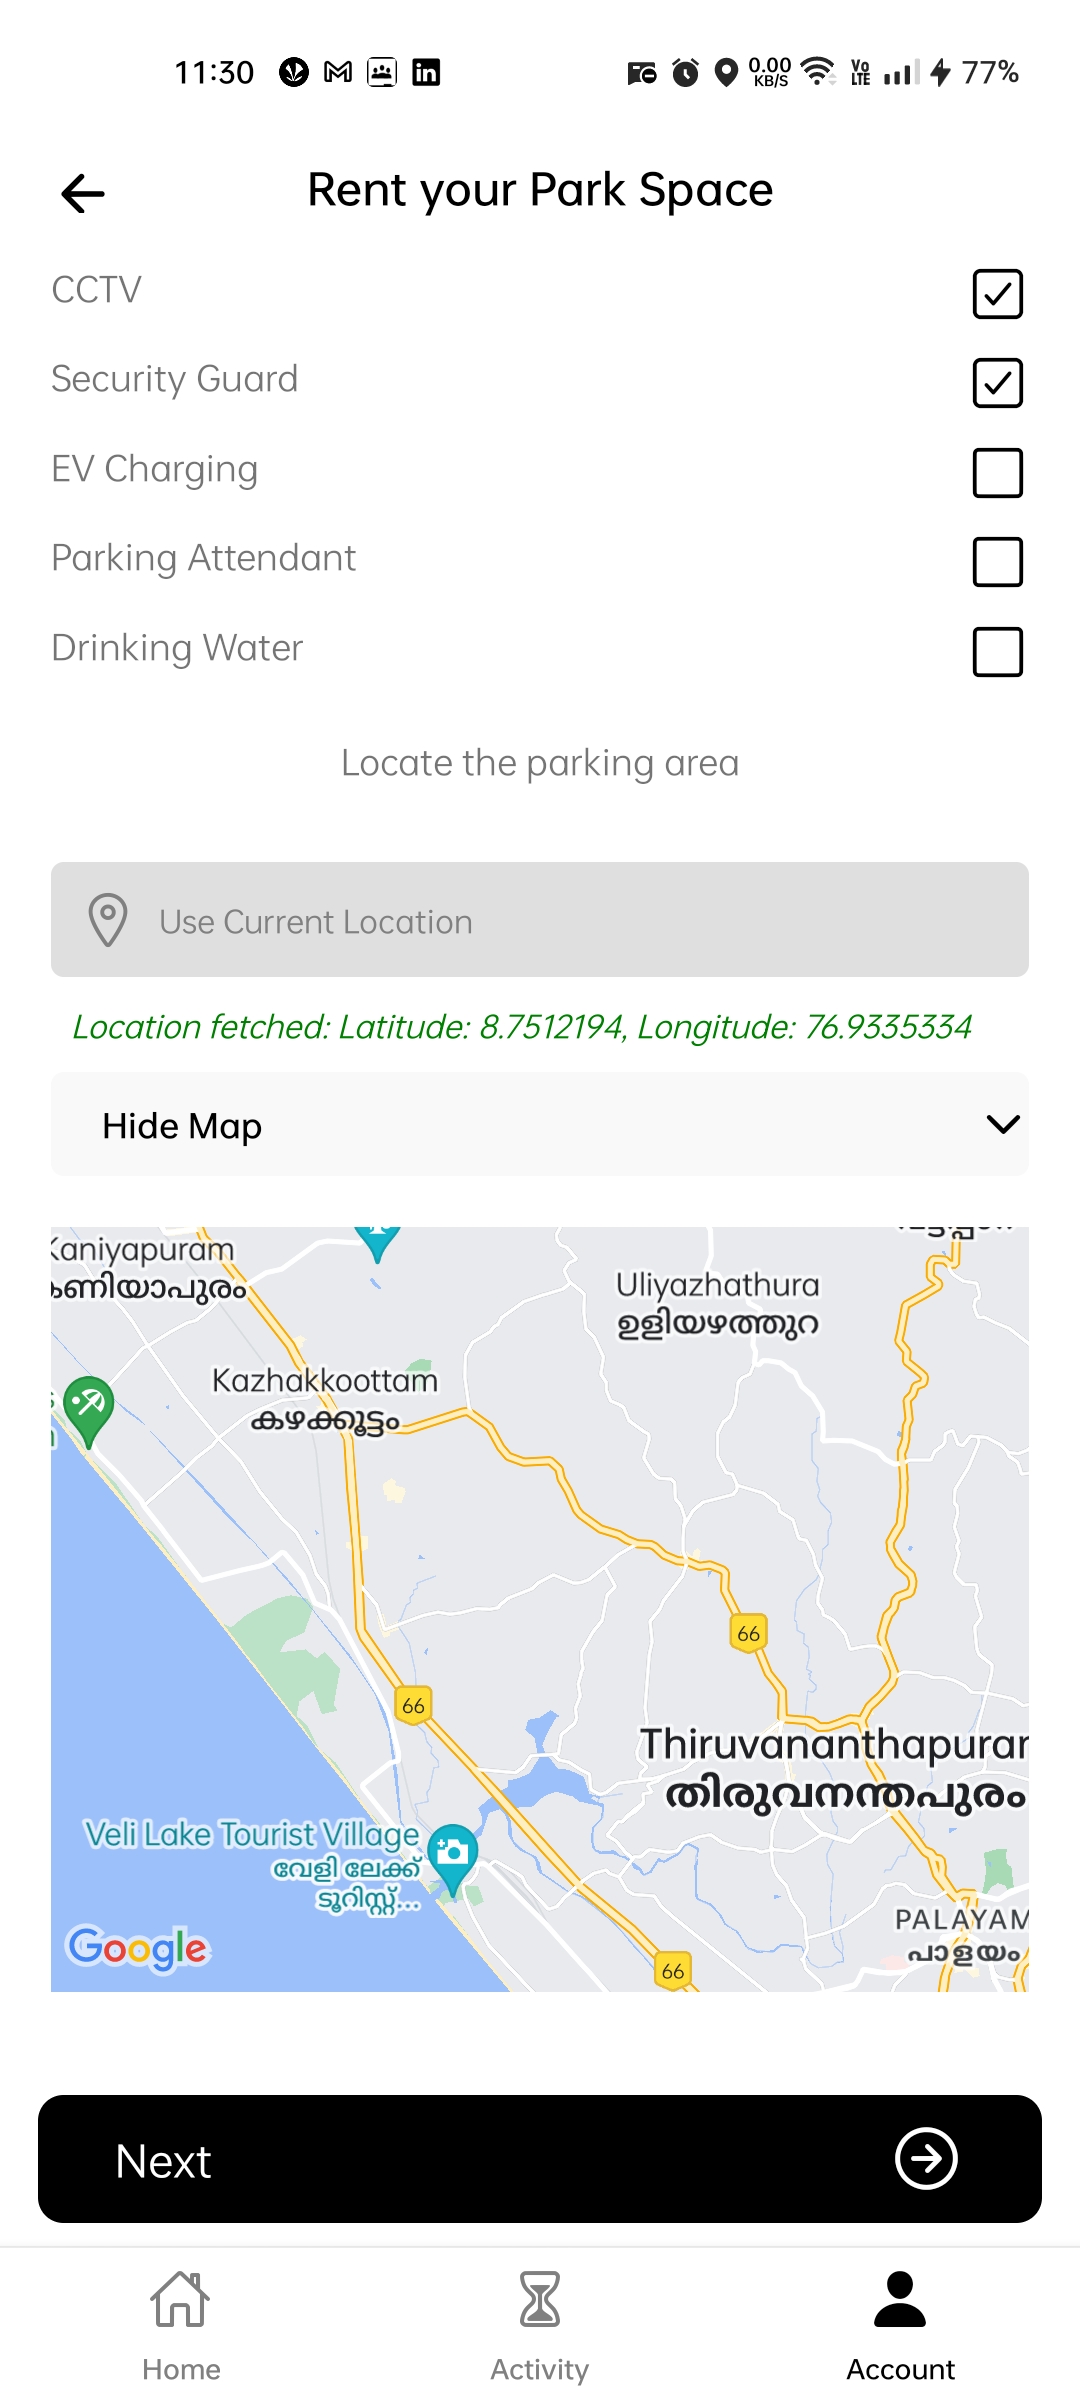 11:30 0.00 KB/S Vo LTE 77%
Rent your Park Space
CCTV
Security Guard
EV Charging
Parking Attendant
Drinking Water
Locate the parking area
Use Current Location
Location fetched: Latitude: 8.7512194, Longitude: 76.9335334
Hide Map
Kaniyapuram
കണിയാപുരം
Uliyazhathura
ഉളിയഴത്തുറ
Kazhakkoottam
കഴക്കൂട്ടം
66
66
Thiruvananthapuram
തിരുവനന്തപുരം
Veli Lake Tourist Village
വേളി ലേക്ക്
ടൂറിസ്റ്റ്...
PALAYAM
പാളയം
Google
66
Next
Home Activity Account